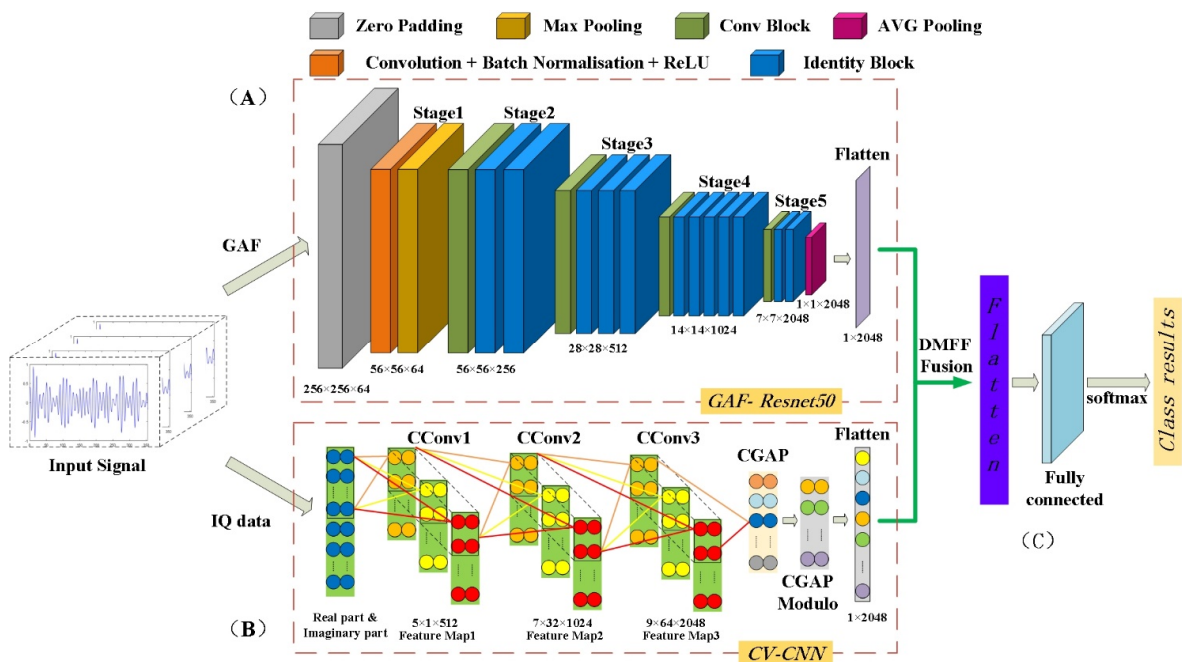 Zero Padding
Max Pooling
Conv Block
AVG Pooling
Convolution + Batch Normalisation + ReLU
Identity Block
(A)
Stage1
Stage2
Stage3
Stage4
Stage5
Flatten
GAF
256×256×64
56×56×64
56×56×256
28×28×512
14×14×1024
7×7×2048
1×1×2048
1×2048
GAF- Resnet50
Input Signal
IQ data
DMFF
Fusion
Flatten
softmax
Class results
Fully
connected
(C)
CConv1
CConv2
CConv3
CGAP
Flatten
CGAP
Modulo
Real part &
Imaginary part
5×1×512
Feature Map1
7×32×1024
Feature Map2
9×64×2048
Feature Map3
1×2048
(B)
CV-CNN